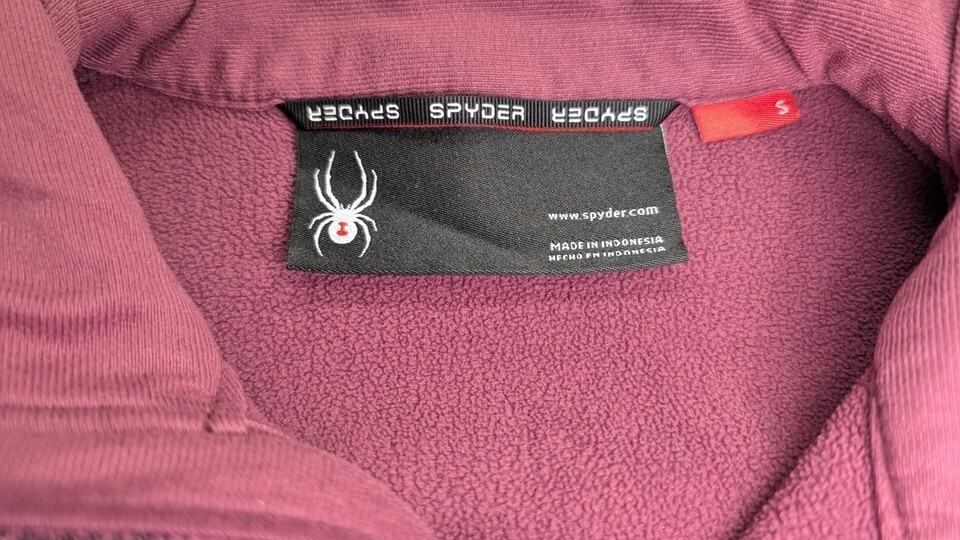 SPYDER SPYDER SPYDER
S
www.spyder.com
MADE IN INDONESIA
HECHO EN INDONESIA